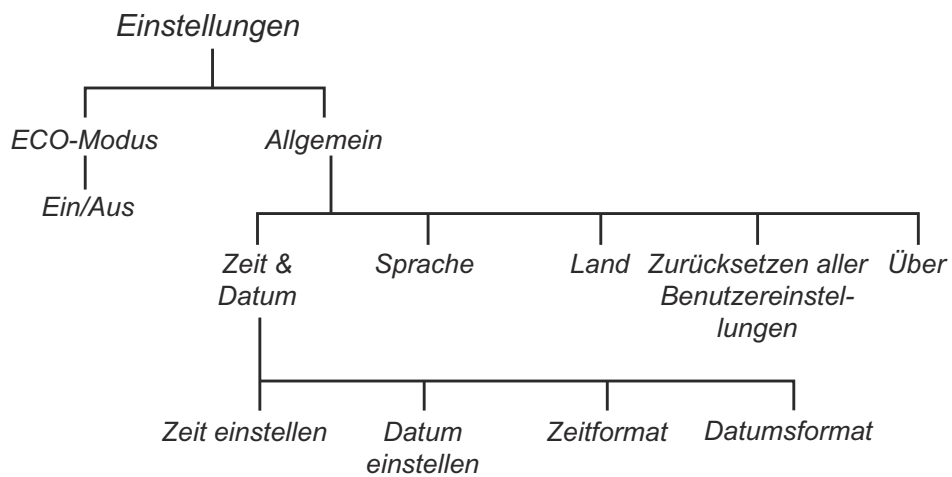 Einstellungen
ECO-Modus
Allgemein
Ein/Aus
Zeit &
Datum
Sprache
Land
Zurücksetzen aller
Benutzereinstel-
lungen
Über
Zeit einstellen
Datum
einstellen
Zeitformat
Datumsformat